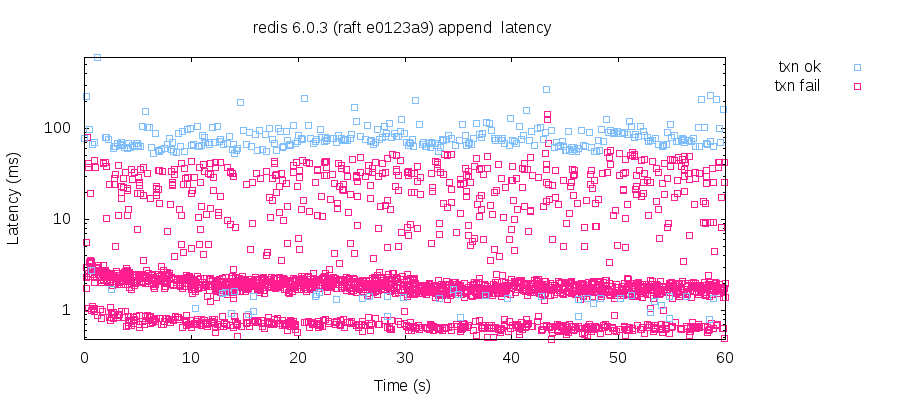 redis 6.0.3 (raft e0123a9) append  latency
txn ok
txn fail
Latency (ms)
100
10
1
0 10 20 30 40 50 60
Time (s)